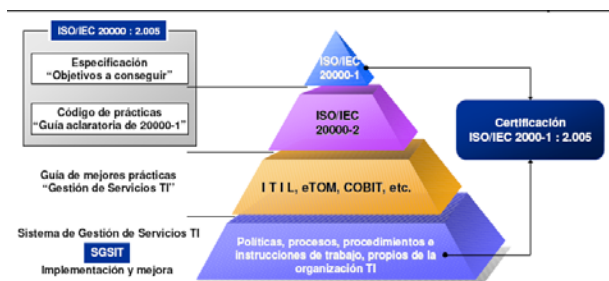 ISO/IEC 20000 : 2.005
Especificación
“Objetivos a conseguir”
Código de prácticas
“Guía aclaratoria de 20000-1”
Guía de mejores prácticas
“Gestión de Servicios TI”
Sistema de Gestión de Servicios TI
SGSIT
Implementación y mejora
ISO/IEC
20000-1
ISO/IEC
20000-2
I T I L, eTOM, COBIT, etc.
Políticas, procesos, procedimientos e
instrucciones de trabajo, propios de la
organización TI
Certificación
ISO/IEC 2000-1 : 2.005